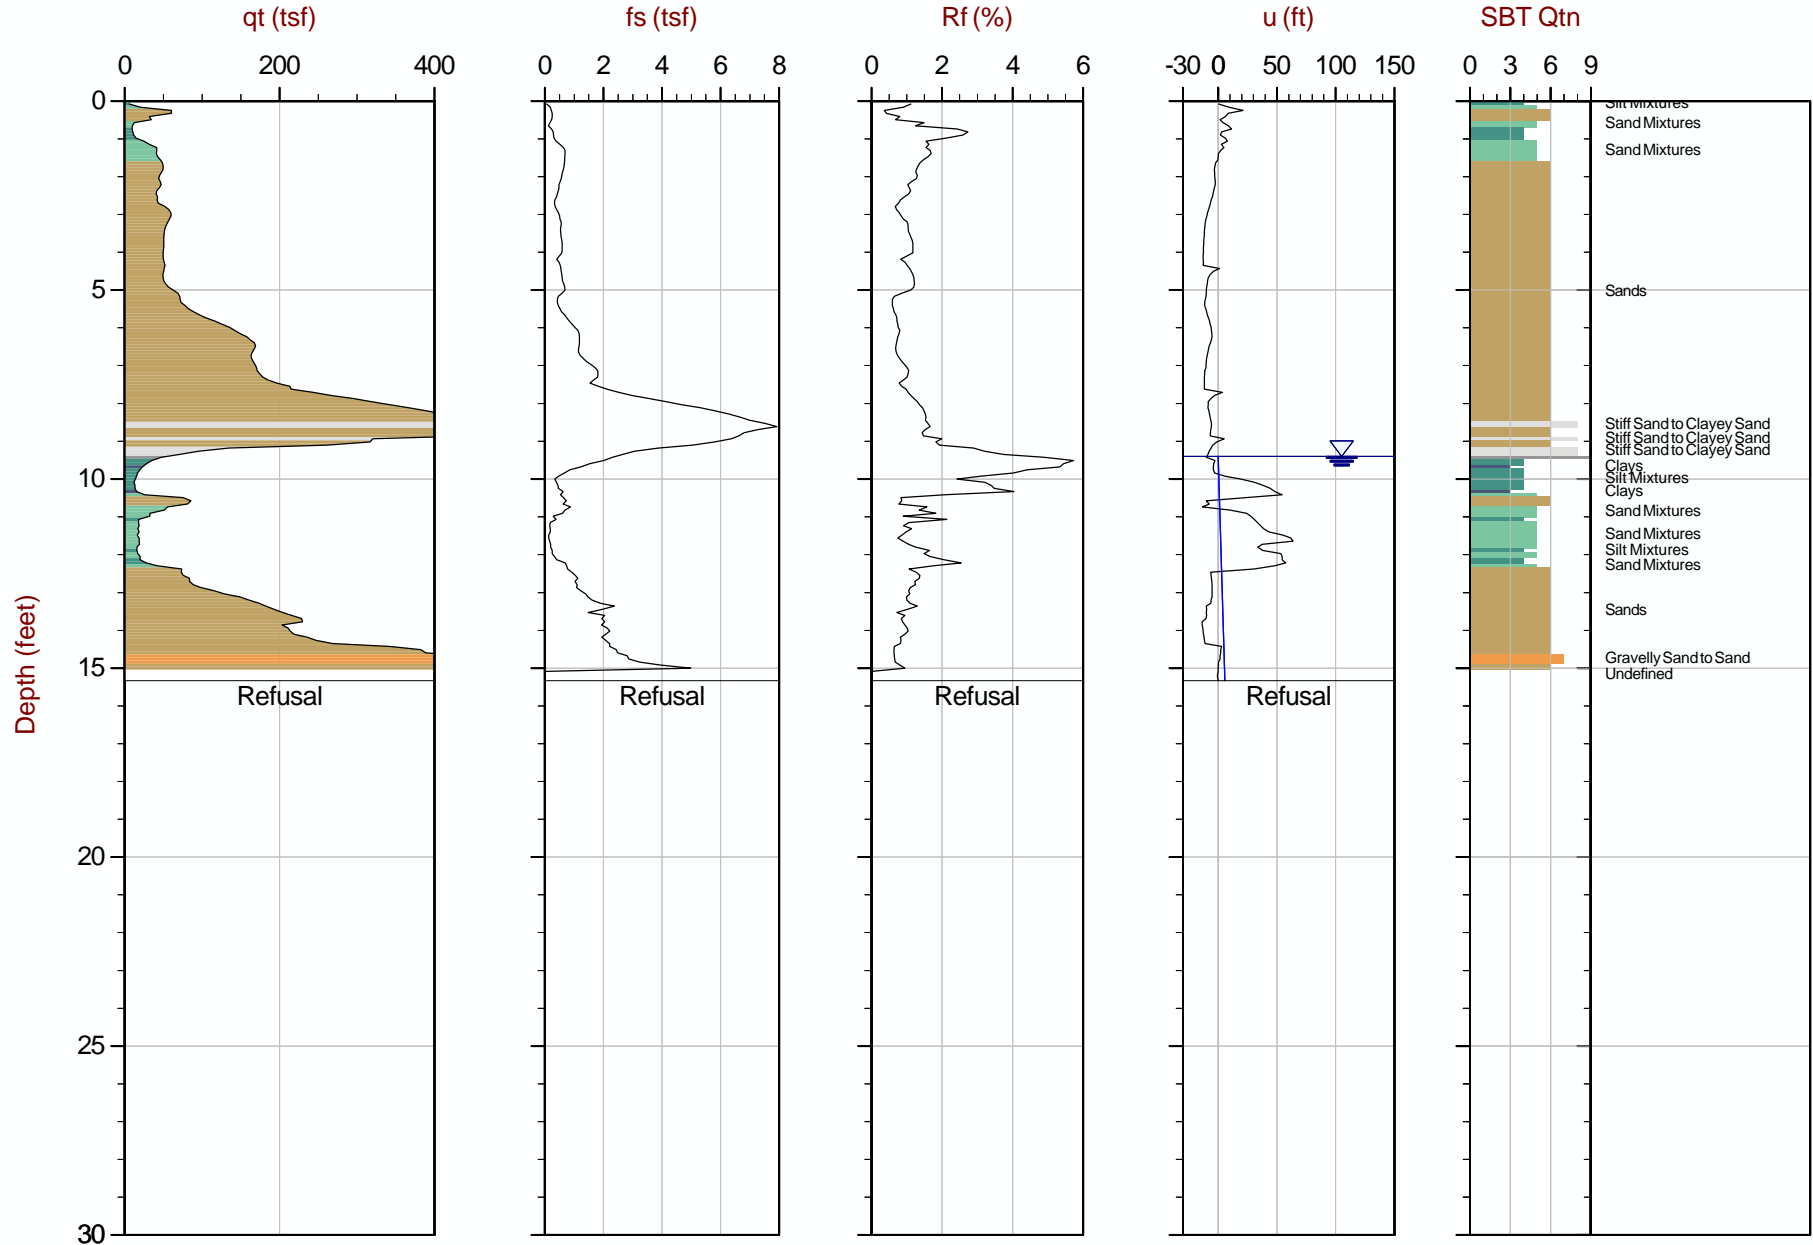 qt (tsf) fs (tsf) Rf (%) u (ft) SBT Qtn
0 200 400 0 2 4 6 8 0 2 4 6 -30 0 50 100 150 0 3 6 9
0
Silt Mixtures
Sand Mixtures
Sand Mixtures
5
Sands
Stiff Sand to Clayey Sand
Stiff Sand to Clayey Sand
Stiff Sand to Clayey Sand
Clays
10
Silt Mixtures
Clays
Sand Mixtures
Sand Mixtures
Silt Mixtures
Sand Mixtures
Sands
Gravelly Sand to Sand
15
Undefined
Refusal Refusal Refusal Refusal
Depth (feet)
20
25
30